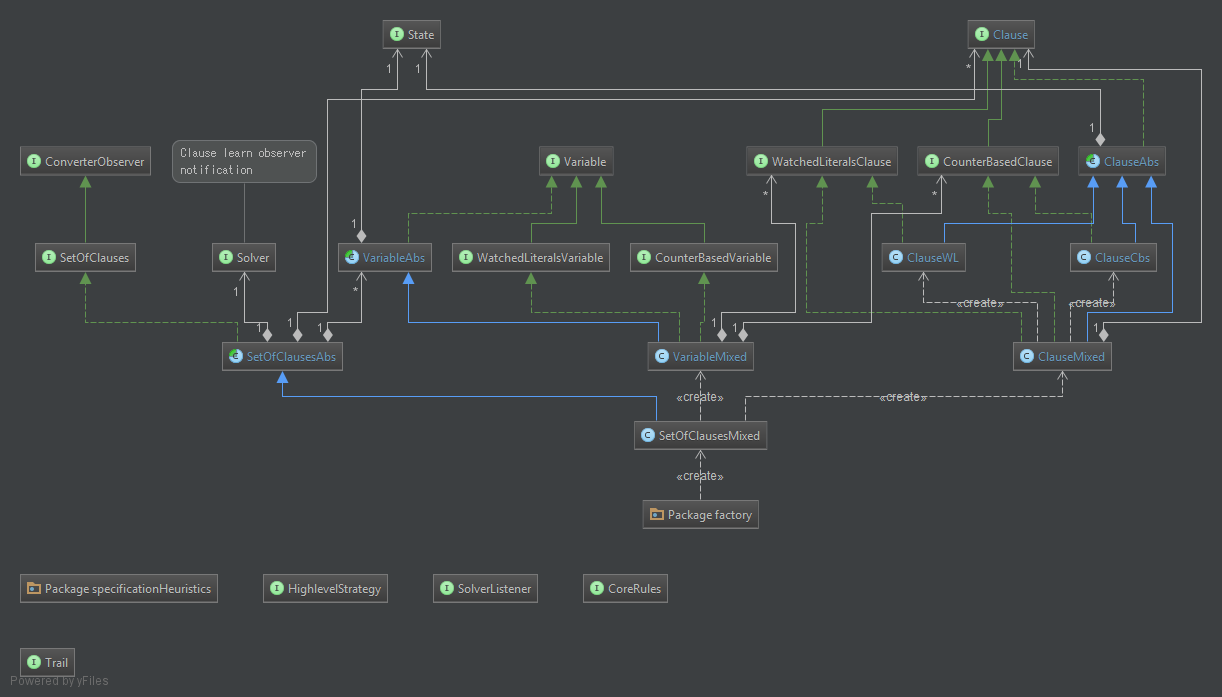 State
Clause
1
1
*
1
1
Clause learn observer
notification
ConverterObserver
Variable
WatchedLiteralsClause
CounterBasedClause
ClauseAbs
*
*
1
SetOfClauses
Solver
VariableAbs
WatchedLiteralsVariable
CounterBasedVariable
ClauseWL
ClauseCbs
1
*
«create»
«create»
1
1
1
1
1
1
SetOfClausesAbs
VariableMixed
ClauseMixed
«create»
«create»
SetOfClausesMixed
«create»
Package factory
Package specificationHeuristics
HighlevelStrategy
SolverListener
CoreRules
Trail
Powered by yFiles